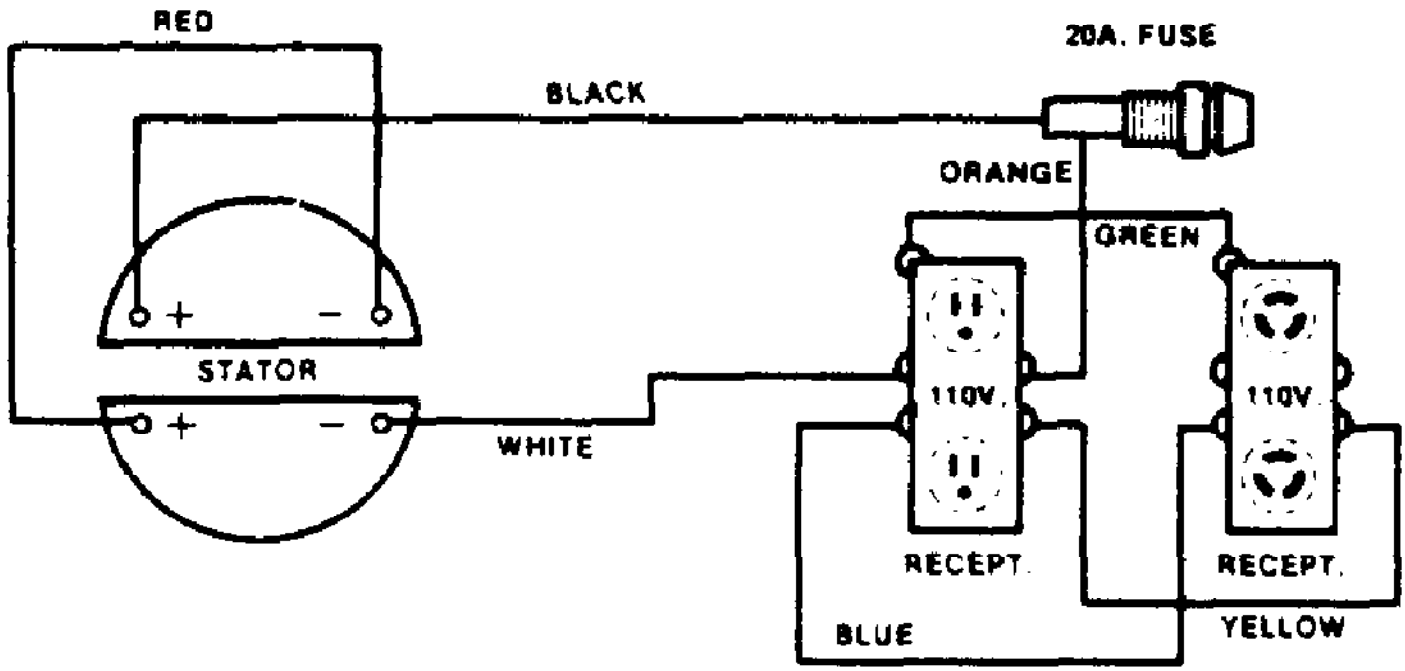 RED
20A. FUSE
BLACK
ORANGE
GREEN
+ −
STATOR
110V. 110V.
+ −
WHITE
RECEPT. RECEPT.
BLUE
YELLOW